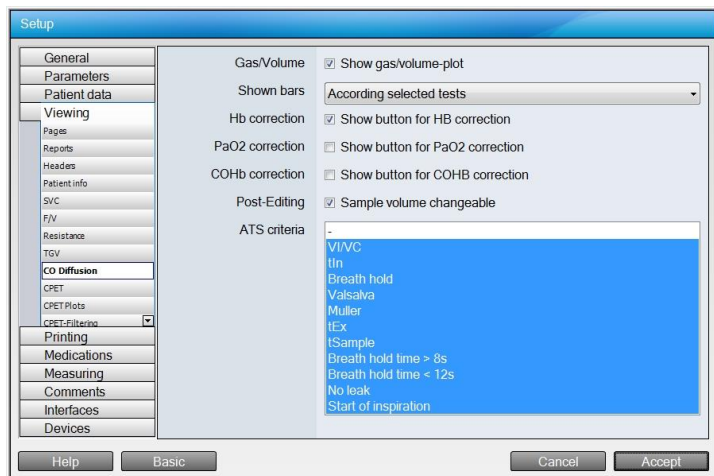 Setup
General
Parameters
Patient data
Viewing
Pages
Reports
Headers
Patient info
SVC
F/V
Resistance
TGV
CO Diffusion
CPET
CPET Plots
CPET-Filtering
Printing
Medications
Measuring
Comments
Interfaces
Devices
Gas/Volume Show gas/volume-plot
Shown bars According selected tests
Hb correction Show button for HB correction
PaO2 correction Show button for PaO2 correction
COHb correction Show button for COHB correction
Post-Editing Sample volume changeable
ATS criteria -
VI/VC
tIn
Breath hold
Valsalva
Muller
tEx
tSample
Breath hold time > 8s
Breath hold time < 12s
No leak
Start of inspiration
Help Basic Cancel Accept